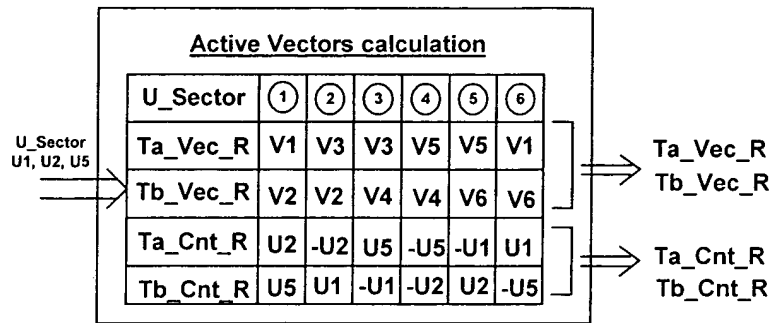 Active Vectors calculation
U_Sector 1 2 3 4 5 6
U_Sector
U1, U2, U5
Ta_Vec_R V1 V3 V3 V5 V5 V1
Tb_Vec_R V2 V2 V4 V4 V6 V6
Ta_Cnt_R U2 -U2 U5 -U5 -U1 U1
Tb_Cnt_R U5 U1 -U1 -U2 U2 -U5
Ta_Vec_R
Tb_Vec_R
Ta_Cnt_R
Tb_Cnt_R